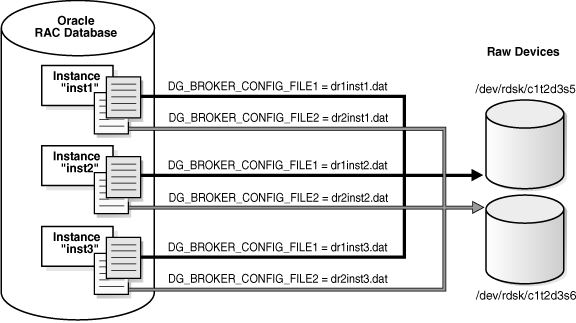 Oracle
RAC Database
Raw Devices
Instance
"inst1"
DG_BROKER_CONFIG_FILE1 = dr1inst1.dat
/dev/rdsk/c1t2d3s5
DG_BROKER_CONFIG_FILE2 = dr2inst1.dat
Instance
"inst2"
DG_BROKER_CONFIG_FILE1 = dr1inst2.dat
DG_BROKER_CONFIG_FILE2 = dr2inst2.dat
Instance
"inst3"
DG_BROKER_CONFIG_FILE1 = dr1inst3.dat
DG_BROKER_CONFIG_FILE2 = dr2inst3.dat
/dev/rdsk/c1t2d3s6